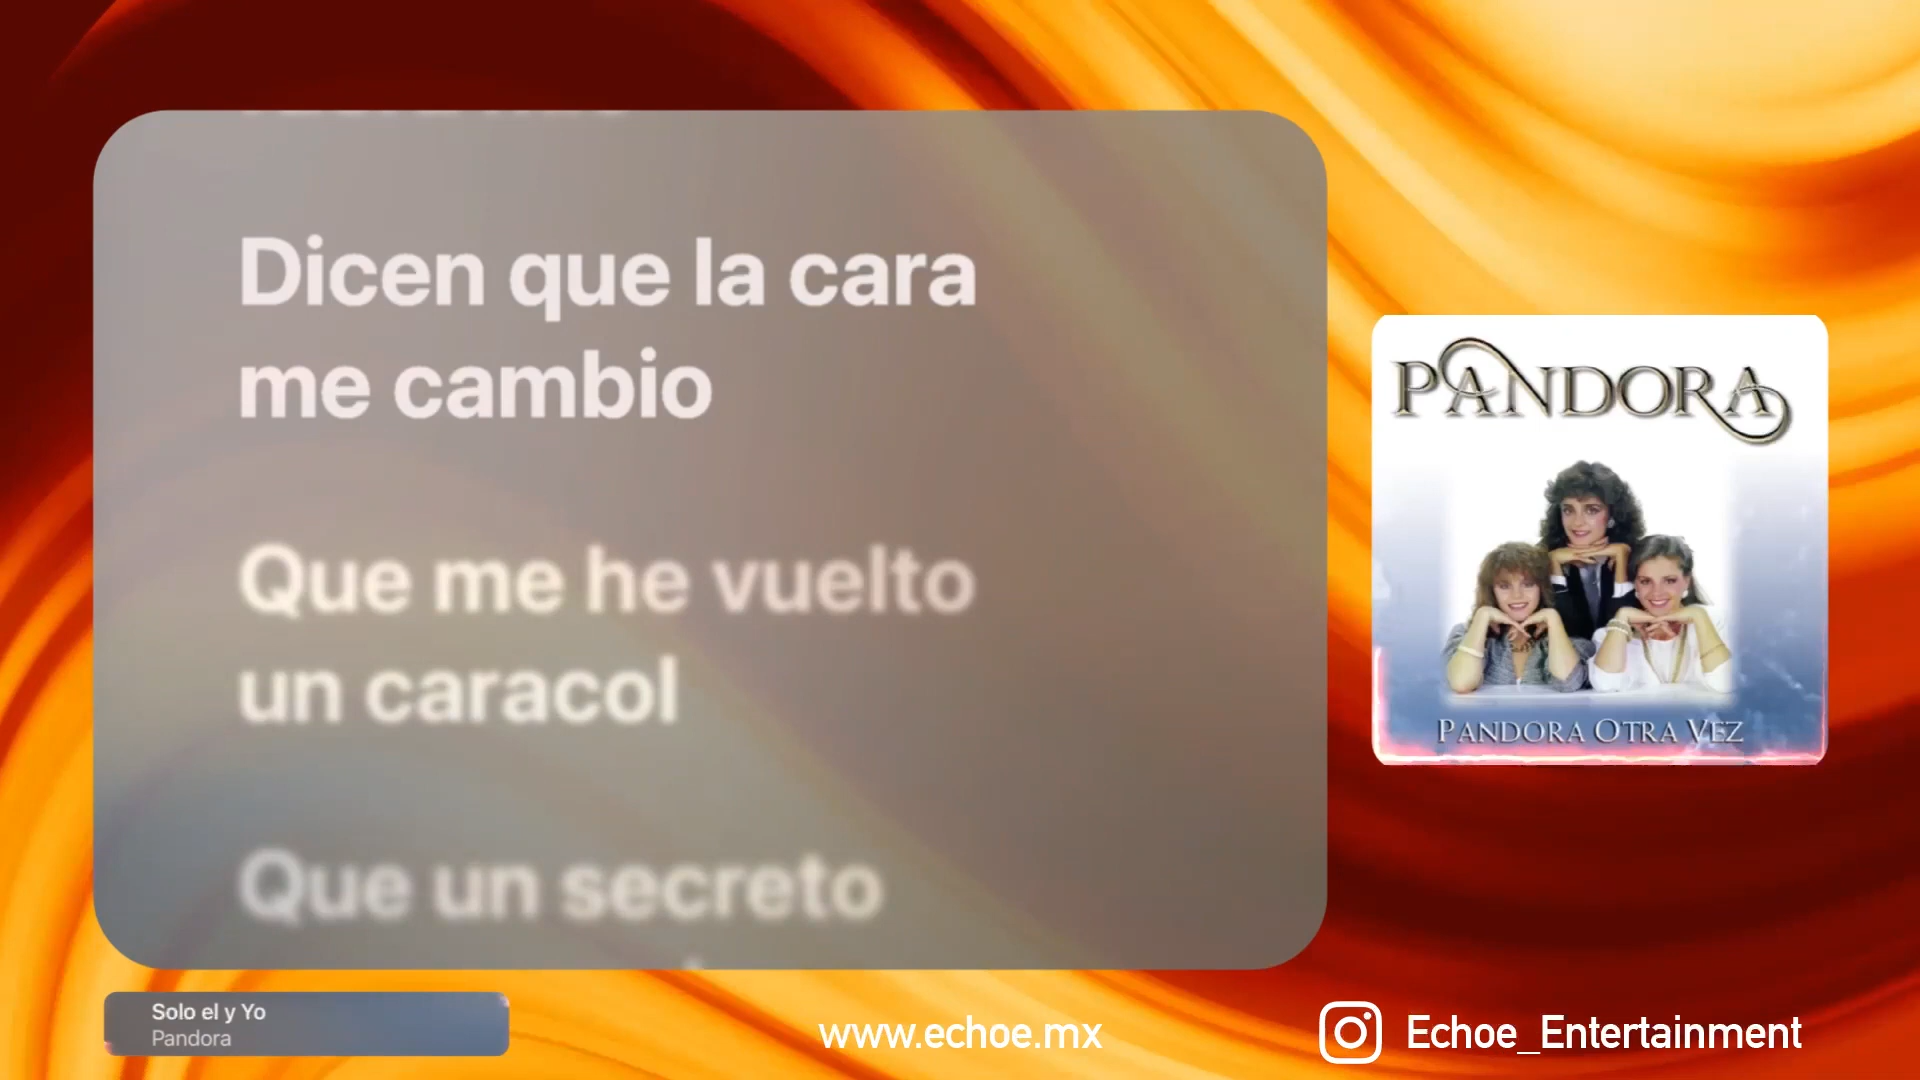 Dicen que la cara
me cambio
Que me he vuelto
un caracol
Que un secreto
PANDORA
PANDORA OTRA VEZ
Solo el y Yo
Pandora
www.echoe.mx
Echoe_Entertainment